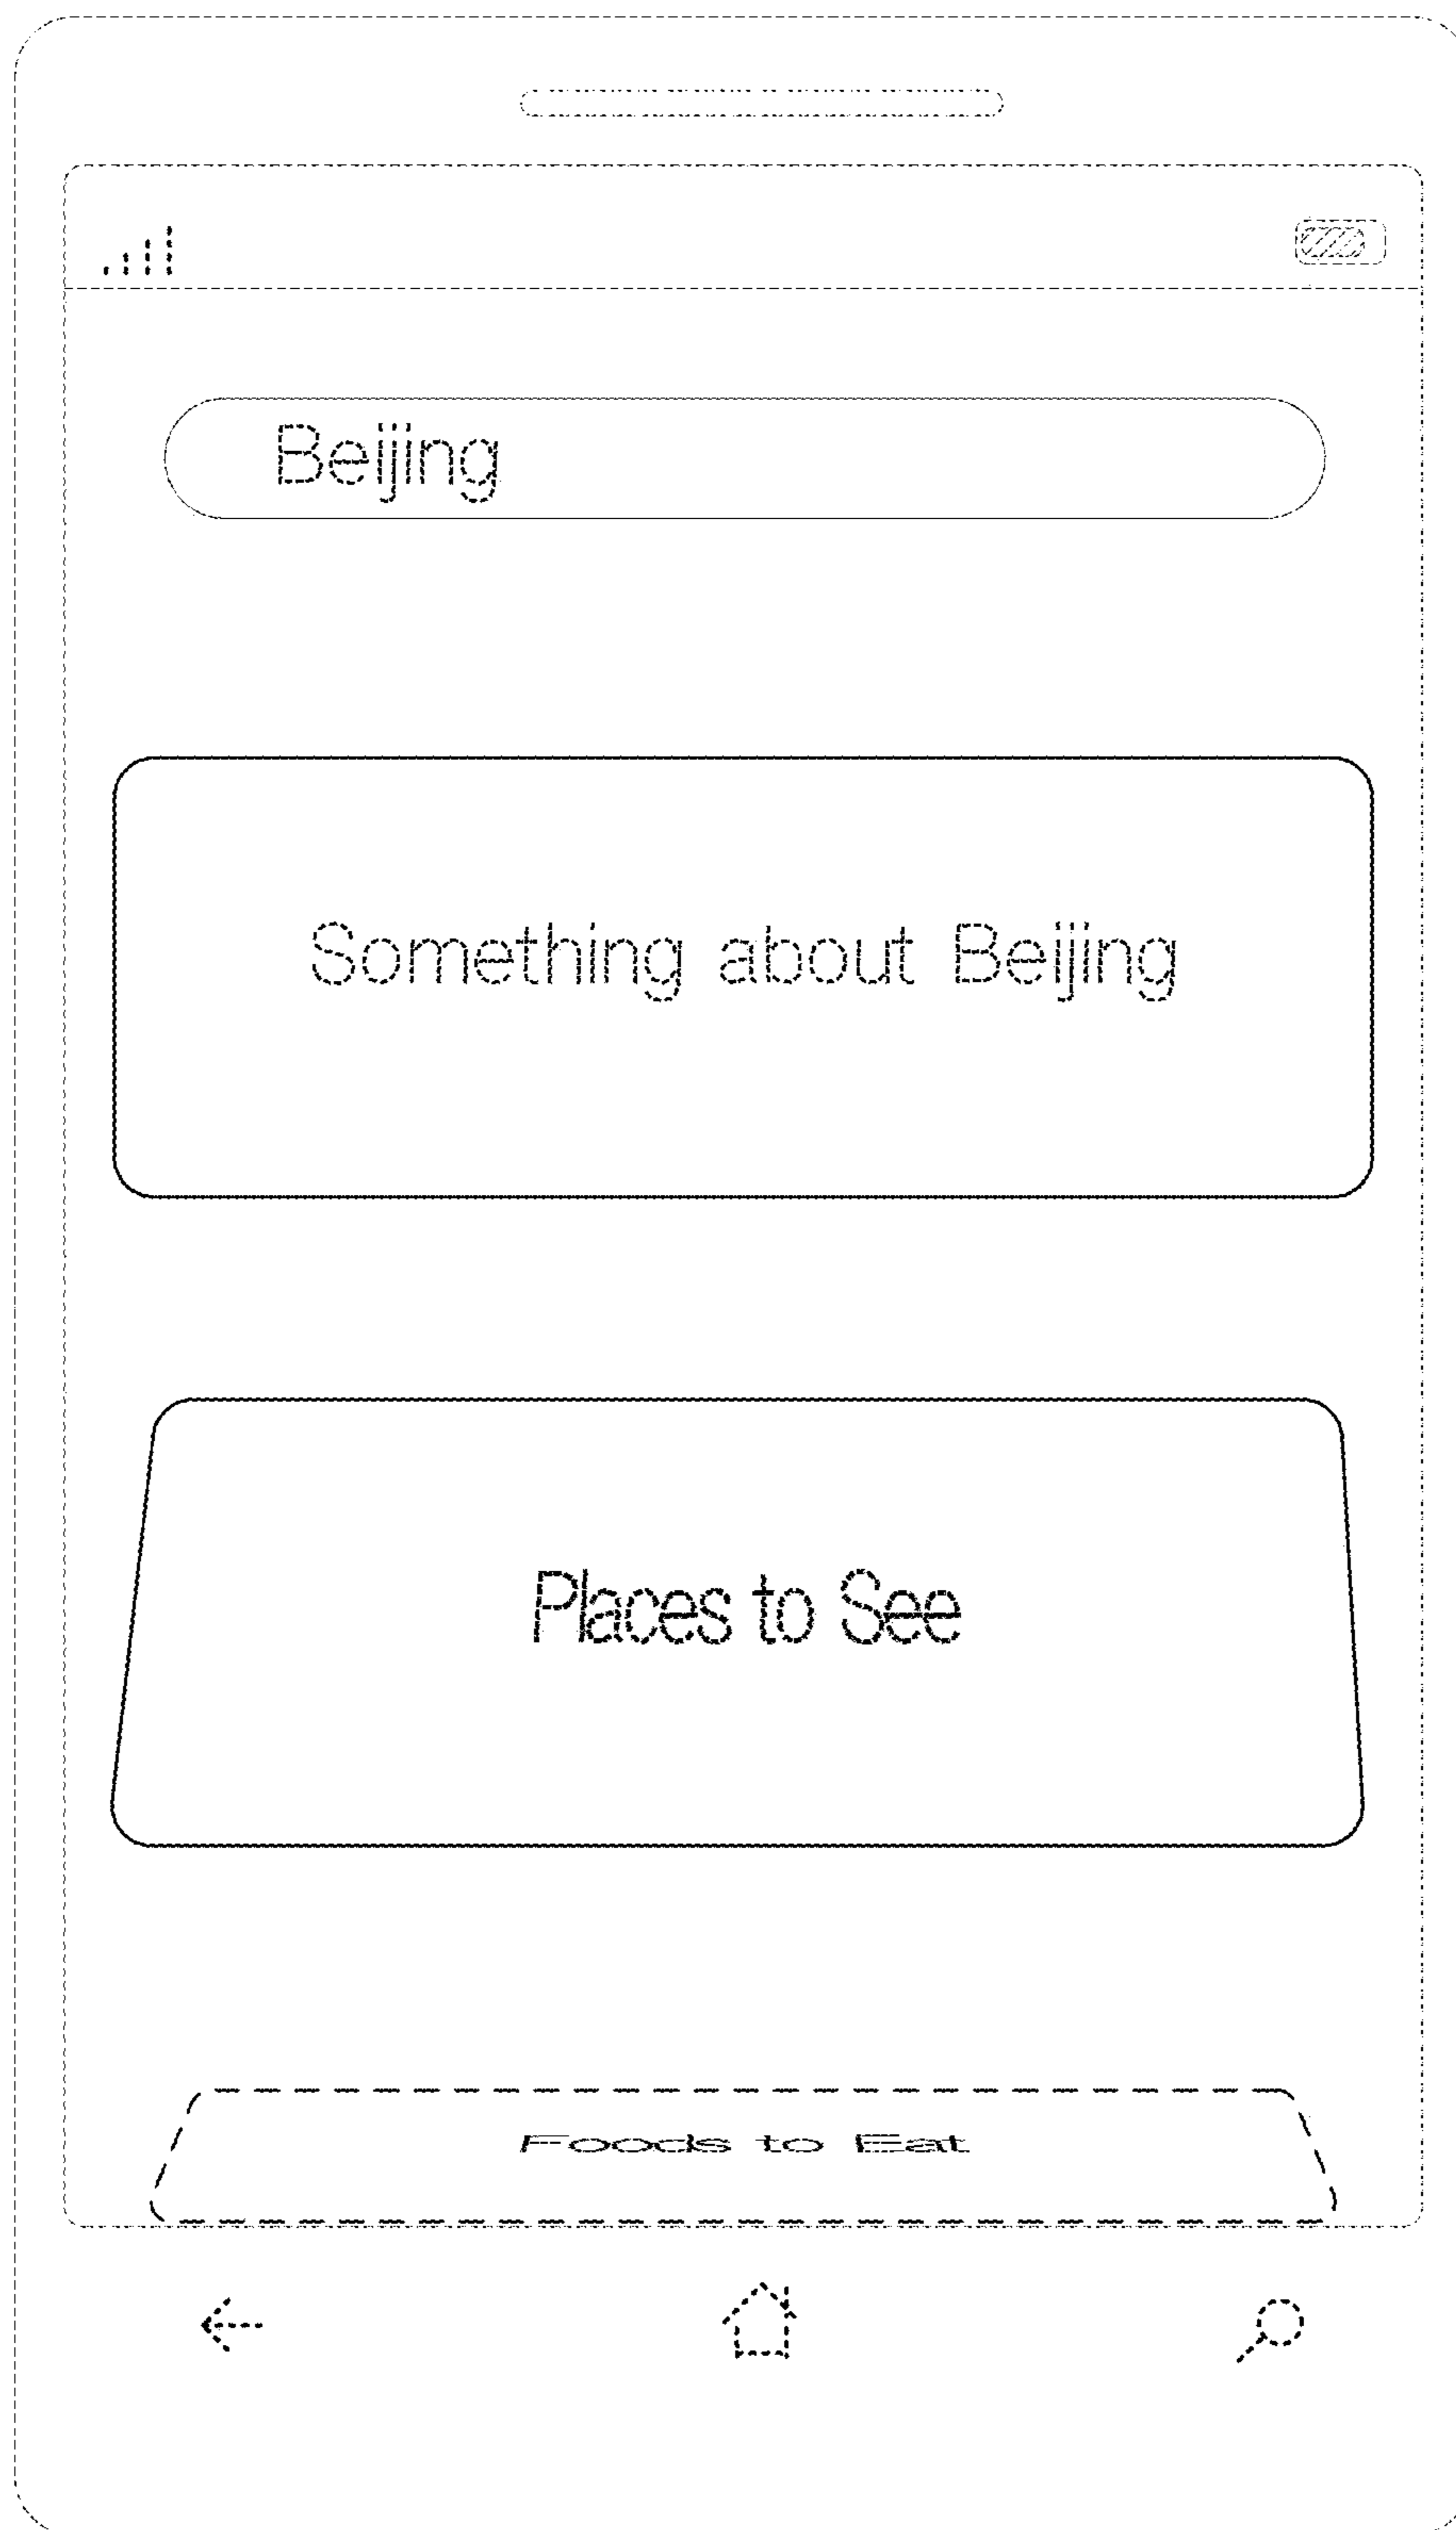 Beijing
Something about Beijing
Places to See
Foods to Eat